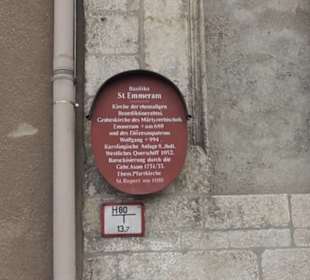 Basilika
St. Emmeram
Kirche der ehemaligen
Benediktinerabtei,
Grabeskirche des Märtyrerbischofs
Emmeram + um 680
und des Diözesanpatrons
Wolfgang + 994
Karolingische Anlage 8. Jhdt.
Westliches Querschiff 1052.
Barockisierung durch die
Gebr. Asam 1731/33.
Ehem. Pfarrkirche
St. Rupert um
H80
13,7